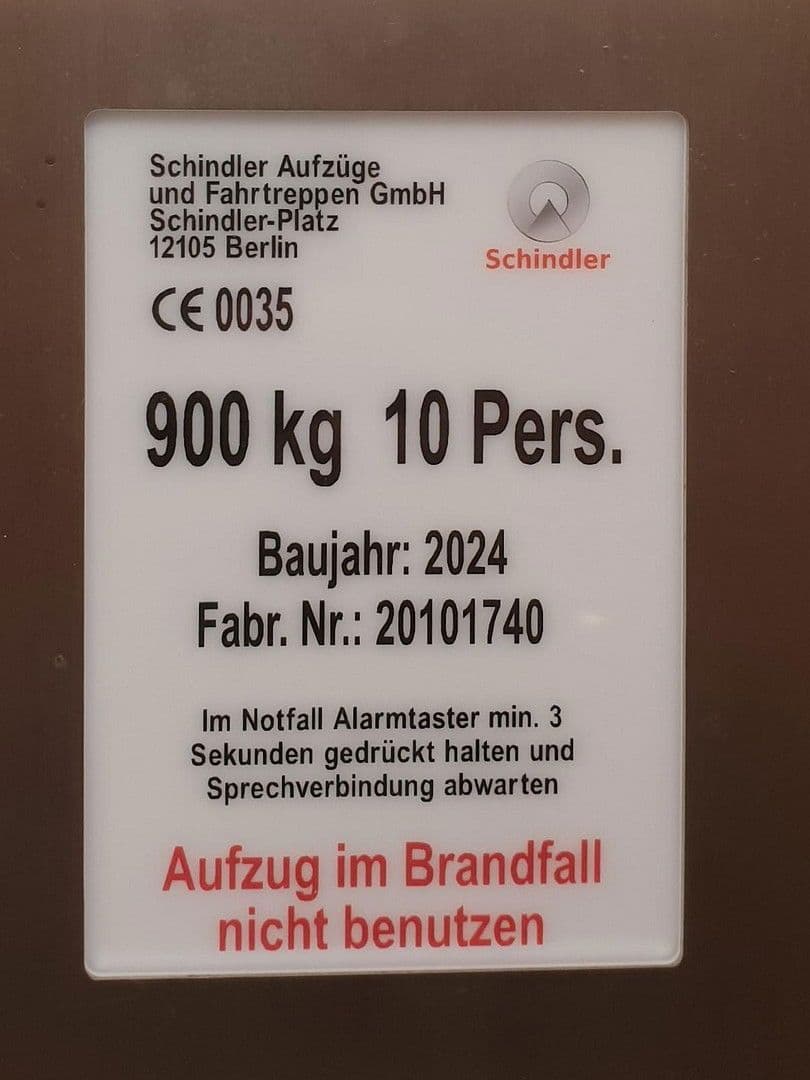 Schindler Aufzüge
und Fahrtreppen GmbH
Schindler-Platz
12105 Berlin
Schindler
CE 0035
900 kg 10 Pers.
Baujahr: 2024
Fabr. Nr.: 20101740
Im Notfall Alarmtaster min. 3
Sekunden gedrückt halten und
Sprechverbindung abwarten
Aufzug im Brandfall
nicht benutzen